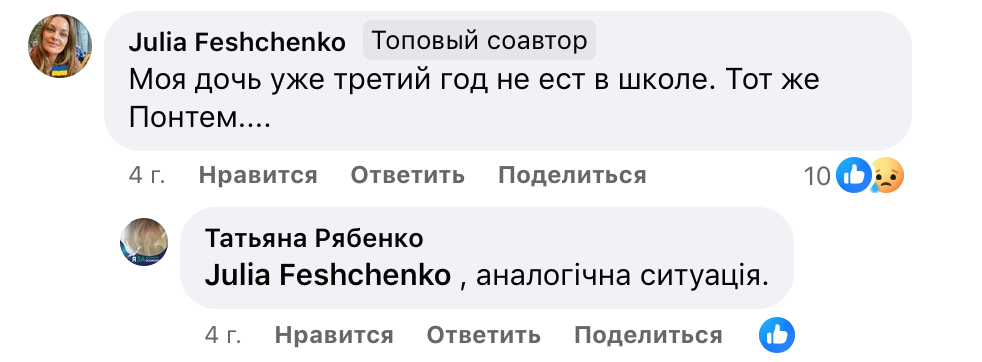 Julia Feshchenko Топовый соавтор
Моя дочь уже третий год не ест в школе. Тот же
Понтем....
4 г. Нравится Ответить Поделиться 10
Татьяна Рябенко
Julia Feshchenko , аналогічна ситуація.
4 г. Нравится Ответить Поделиться